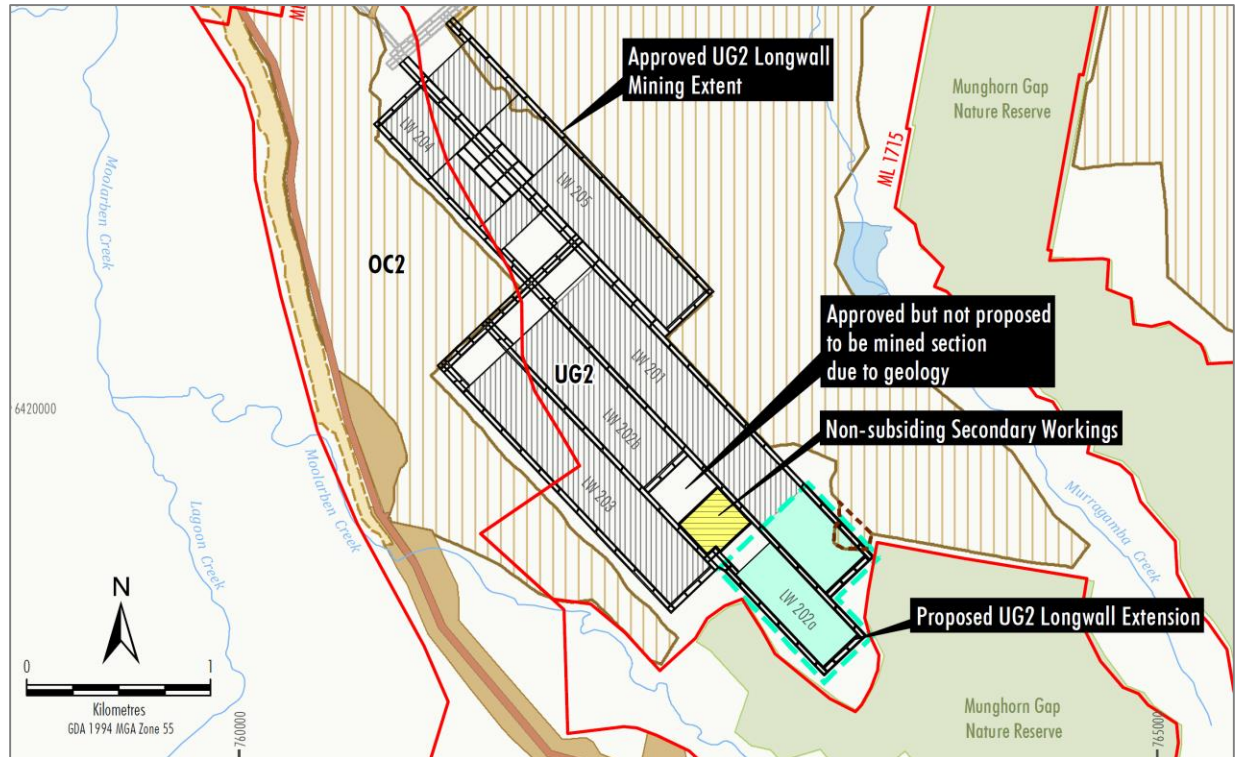 ML
Approved UG2 Longwall
Mining Extent
Munghorn Gap
Nature Reserve
ML 1715
Moolarben Creek
LW 204
LW 205
OC2
Approved but not proposed
to be mined section
due to geology
LW 201
UG2
6420000
Non-subsiding Secondary Workings
LW 202b
LW 203
Moolarben Creek
Lagoon Creek
Murragamba Creek
N
LW 202a
Proposed UG2 Longwall Extension
0 1
Kilometres
GDA 1994 MGA Zone 55
Munghorn Gap
Nature Reserve
760000
765000